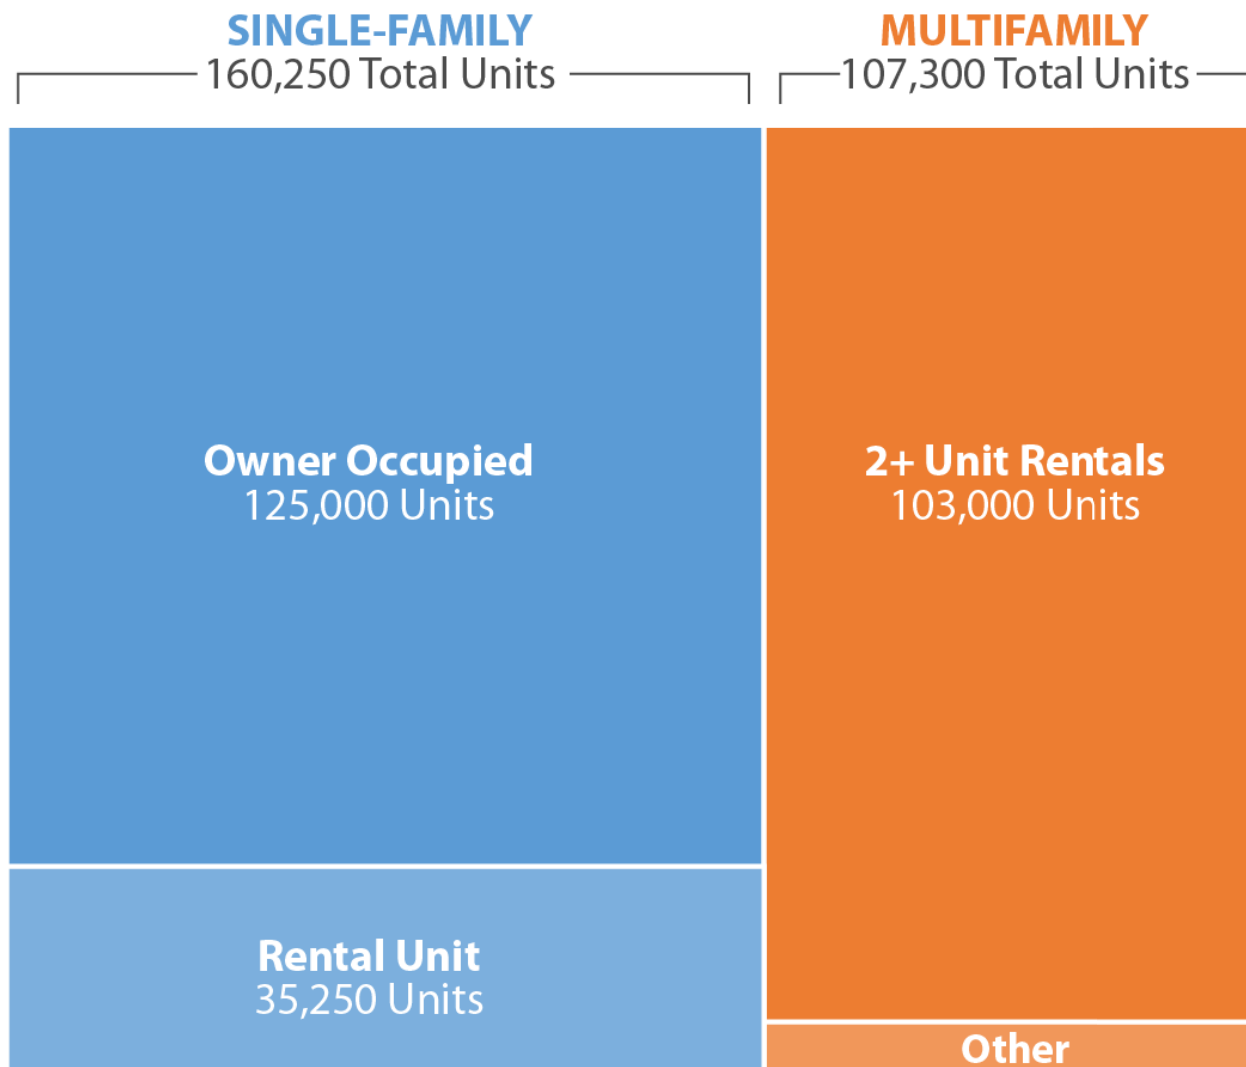 SINGLE-FAMILY
160,250 Total Units
MULTIFAMILY
107,300 Total Units
Owner Occupied
125,000 Units
2+ Unit Rentals
103,000 Units
Rental Unit
35,250 Units
Other